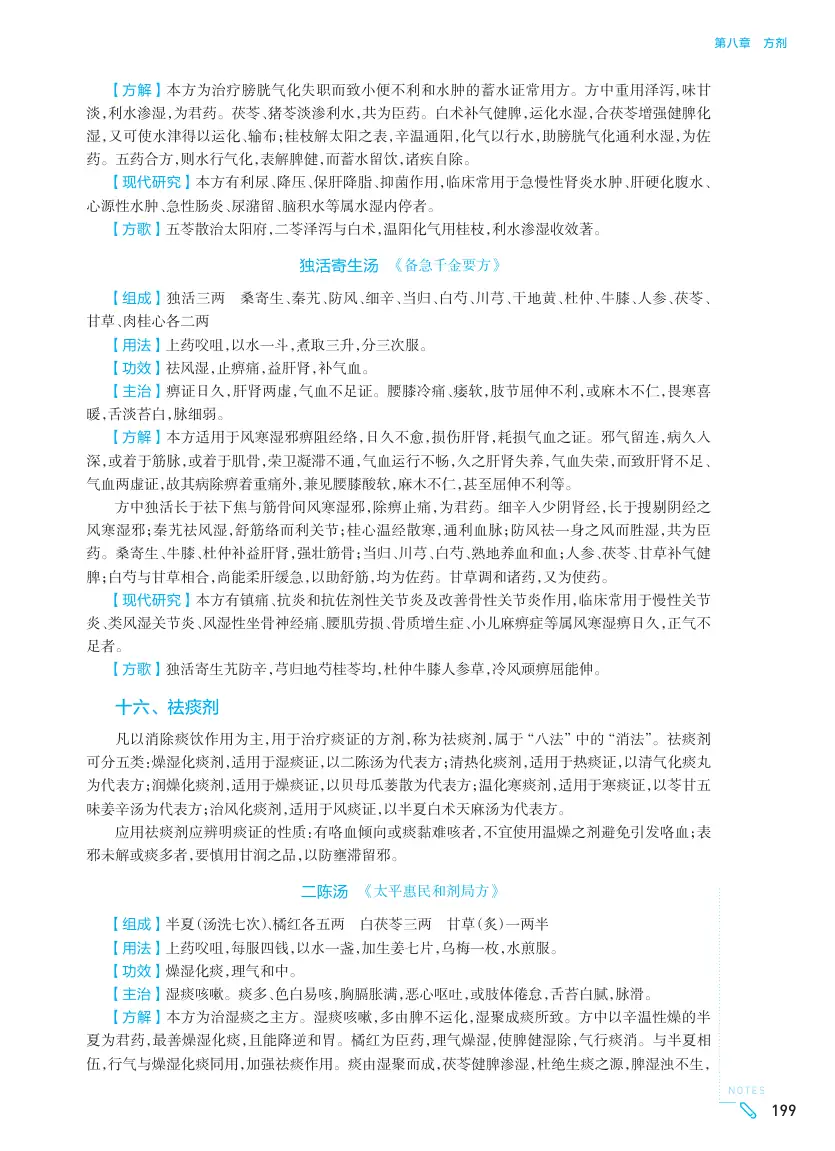 第八章　方剂
【方解】本方为治疗膀胱气化失职而致小便不利和水肿的蓄水证常用方。方中重用泽泻，味甘
淡，利水渗湿，为君药。茯苓、猪苓淡渗利水，共为臣药。白术补气健脾，运化水湿，合茯苓增强健脾化
湿，又可使水津得以运化、输布；桂枝解太阳之表，辛温通阳，化气以行水，助膀胱气化通利水湿，为佐
药。五药合方，则水行气化，表解脾健，而蓄水留饮，诸疾自除。
【现代研究】本方有利尿、降压、保肝降脂、抑菌作用，临床常用于急慢性肾炎水肿、肝硬化腹水、
心源性水肿、急性肠炎、尿潴留、脑积水等属水湿内停者。
【方歌】五苓散治太阳府，二苓泽泻与白术，温阳化气用桂枝，利水渗湿收效著。
独活寄生汤　《备急千金要方》
【组成】独活三两　桑寄生、秦艽、防风、细辛、当归、白芍、川芎、干地黄、杜仲、牛膝、人参、茯苓、
甘草、肉桂心各二两
【用法】上药㕮咀，以水一斗，煮取三升，分三次服。
【功效】祛风湿，止痹痛，益肝肾，补气血。
【主治】痹证日久，肝肾两虚，气血不足证。腰膝冷痛、痿软，肢节屈伸不利，或麻木不仁，畏寒喜
暖，舌淡苔白，脉细弱。
【方解】本方适用于风寒湿邪痹阻经络，日久不愈，损伤肝肾，耗损气血之证。邪气留连，病久入
深，或着于筋脉，或着于肌骨，荣卫凝滞不通，气血运行不畅，久之肝肾失养，气血失荣，而致肝肾不足、
气血两虚证，故其病除痹着重痛外，兼见腰膝酸软，麻木不仁，甚至屈伸不利等。
方中独活长于祛下焦与筋骨间风寒湿邪，除痹止痛，为君药。细辛入少阴肾经，长于搜剔阴经之
风寒湿邪；秦艽祛风湿，舒筋络而利关节；桂心温经散寒，通利血脉；防风祛一身之风而胜湿，共为臣
药。桑寄生、牛膝、杜仲补益肝肾，强壮筋骨；当归、川芎、白芍、熟地养血和血；人参、茯苓、甘草补气健
脾；白芍与甘草相合，尚能柔肝缓急，以助舒筋，均为佐药。甘草调和诸药，又为使药。
【现代研究】本方有镇痛、抗炎和抗佐剂性关节炎及改善骨性关节炎作用，临床常用于慢性关节
炎、类风湿关节炎、风湿性坐骨神经痛、腰肌劳损、骨质增生症、小儿麻痹症等属风寒湿痹日久，正气不
足者。
【方歌】独活寄生艽防辛，芎归地芍桂苓均，杜仲牛膝人参草，冷风顽痹屈能伸。
十六、祛痰剂
凡以消除痰饮作用为主，用于治疗痰证的方剂，称为祛痰剂，属于“八法”中的“消法”。祛痰剂
可分五类：燥湿化痰剂，适用于湿痰证，以二陈汤为代表方；清热化痰剂，适用于热痰证，以清气化痰丸
为代表方；润燥化痰剂，适用于燥痰证，以贝母瓜蒌散为代表方；温化寒痰剂，适用于寒痰证，以苓甘五
味姜辛汤为代表方；治风化痰剂，适用于风痰证，以半夏白术天麻汤为代表方。
应用祛痰剂应辨明痰证的性质：有咯血倾向或痰黏难咳者，不宜使用温燥之剂避免引发咯血；表
邪未解或痰多者，要慎用甘润之品，以防壅滞留邪。
二陈汤　《太平惠民和剂局方》
【组成】半夏（汤洗七次）、橘红各五两　白茯苓三两　甘草（炙）一两半
【用法】上药㕮咀，每服四钱，以水一盏，加生姜七片，乌梅一枚，水煎服。
【功效】燥湿化痰，理气和中。
【主治】湿痰咳嗽。痰多、色白易咳，胸膈胀满，恶心呕吐，或肢体倦怠，舌苔白腻，脉滑。
【方解】本方为治湿痰之主方。湿痰咳嗽，多由脾不运化，湿聚成痰所致。方中以辛温性燥的半
夏为君药，最善燥湿化痰，且能降逆和胃。橘红为臣药，理气燥湿，使脾健湿除，气行痰消。与半夏相
伍，行气与燥湿化痰同用，加强祛痰作用。痰由湿聚而成，茯苓健脾渗湿，杜绝生痰之源，脾湿浊不生，
NOTES
199